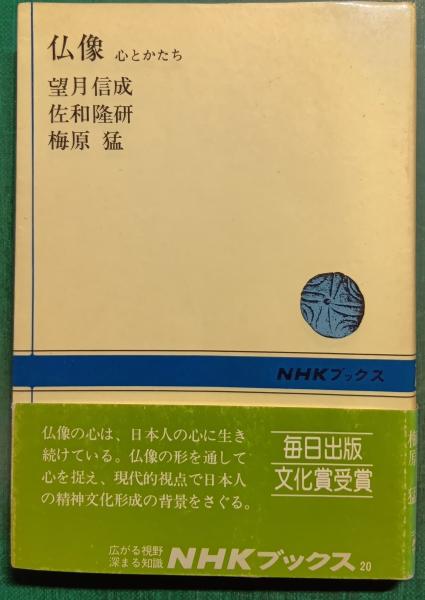 仏像 心とかたち
望月信成
佐和隆研
梅原 猛
NHKブックス
仏像の心は、日本人の心に生き
続けている。仏像の形を通して
心を捉え、現代的視点で日本人
の精神文化形成の背景をさぐる。
毎日出版
文化賞受賞
広がる視野
深まる知識
NHKブックス 20
梅原 猛